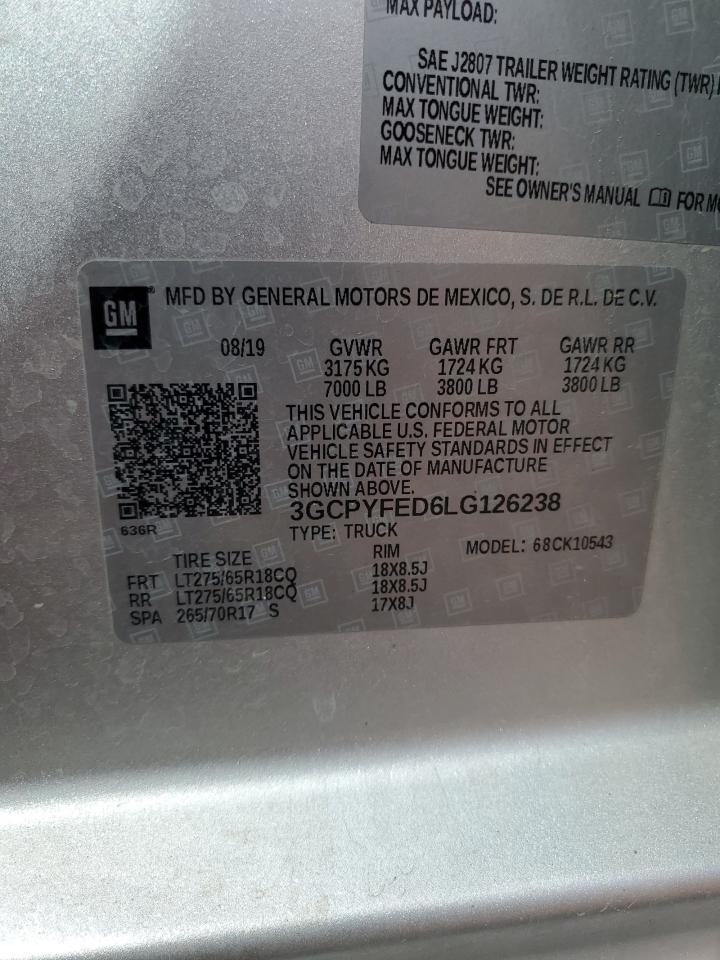 MAX PAYLOAD:
SAE J2807 TRAILER WEIGHT RATING (TWR)
CONVENTIONAL TWR:
MAX TONGUE WEIGHT:
GOOSENECK TWR:
MAX TONGUE WEIGHT:
SEE OWNER'S MANUAL FOR
GM ® MFD BY GENERAL MOTORS DE MEXICO, S. DE R.L. DE C.V.
08/19 GVWR GAWR FRT GAWR RR
3175 KG 1724 KG 1724 KG
7000 LB 3800 LB 3800 LB
THIS VEHICLE CONFORMS TO ALL
APPLICABLE U.S. FEDERAL MOTOR
VEHICLE SAFETY STANDARDS IN EFFECT
ON THE DATE OF MANUFACTURE
SHOWN ABOVE.
3GCPYFED6LG126238
636R TYPE: TRUCK
MODEL: 68CK10543
TIRE SIZE RIM
FRT LT275/65R18CQ 18X8.5J
RR LT275/65R18CQ 18X8.5J
SPA 265/70R17 S 17X8J